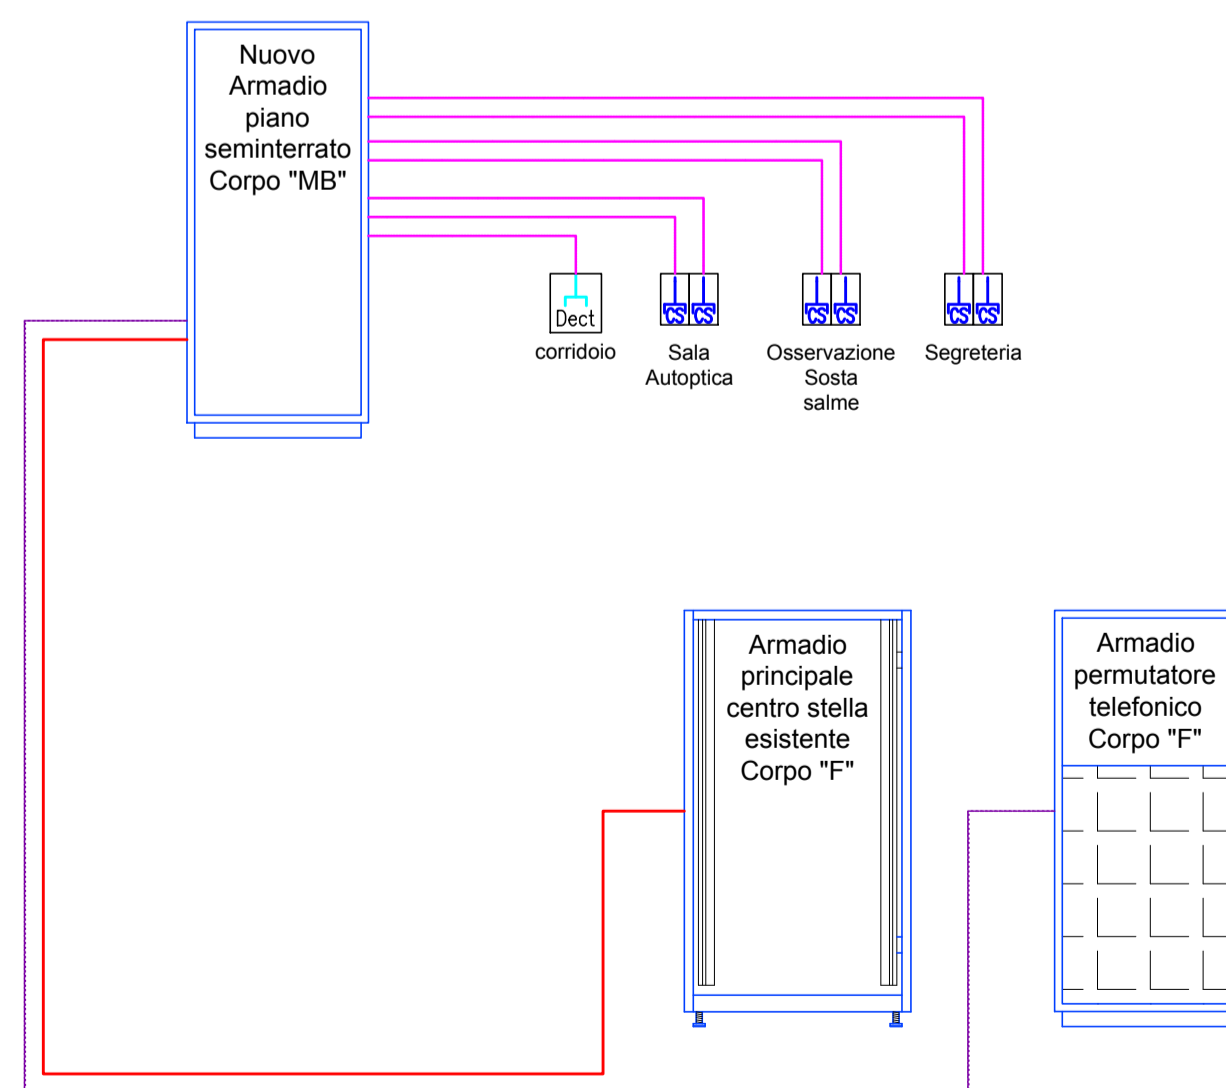 Nuovo
Armadio
piano
seminterrato
Corpo "MB"
Dect
CS CS
CS CS
CS CS
corridoio
Sala
Autoptica
Osservazione
Sosta
salme
Segreteria
Armadio
principale
centro stella
esistente
Corpo "F"
Armadio
permutatore
telefonico
Corpo "F"